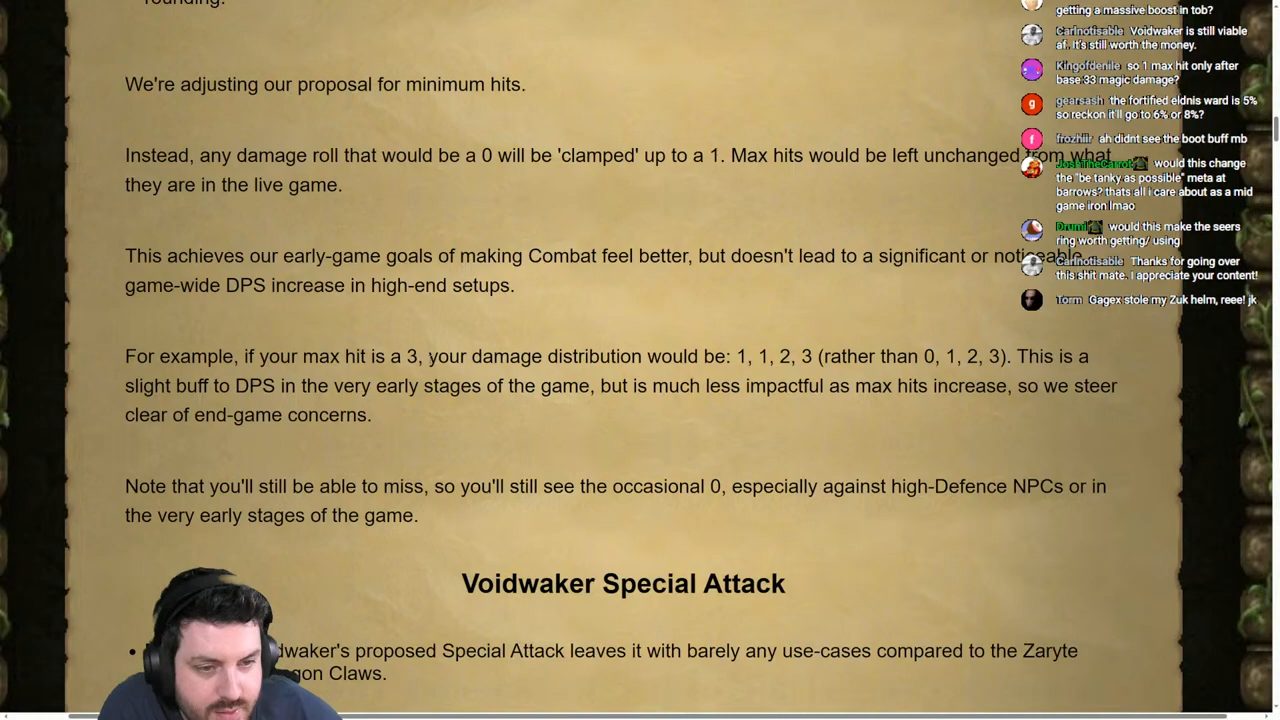 rounding.
We're adjusting our proposal for minimum hits.
Instead, any damage roll that would be a 0 will be 'clamped' up to a 1. Max hits would be left unchanged from what
they are in the live game.
This achieves our early-game goals of making Combat feel better, but doesn't lead to a significant or noticeable
game-wide DPS increase in high-end setups.
For example, if your max hit is a 3, your damage distribution would be: 1, 1, 2, 3 (rather than 0, 1, 2, 3). This is a
slight buff to DPS in the very early stages of the game, but is much less impactful as max hits increase, so we steer
clear of end-game concerns.
Note that you'll still be able to miss, so you'll still see the occasional 0, especially against high-Defence NPCs or in
the very early stages of the game.
Voidwaker Special Attack
dwaker's proposed Special Attack leaves it with barely any use-cases compared to the Zaryte
gon Claws.
getting a massive boost in tob?
Carlnotisable Voidwaker is still viable
af. It's still worth the money.
Kingofdenile so 1 max hit only after
base 33 magic damage?
g
gearsash the fortified eldnis ward is 5%
so reckon it'll go to 6% or 8%?
f
frozhiir ah didnt see the boot buff mb
JoshTheCarrot would this change
the "be tanky as possible" meta at
barrows? thats all i care about as a mid
game iron lmao
Drumi would this make the seers
ring worth getting/ using
Carlnotisable Thanks for going over
this shit mate. I appreciate your content!
Torm Gagex stole my Zuk helm, reee! jk